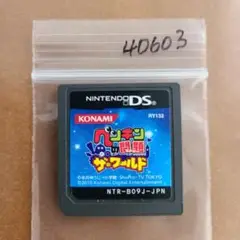 40603
NINTENDO DS
KONAMI
RY132
ペンギンの問題
ザ・ワールド
NTR-B09J-JPN